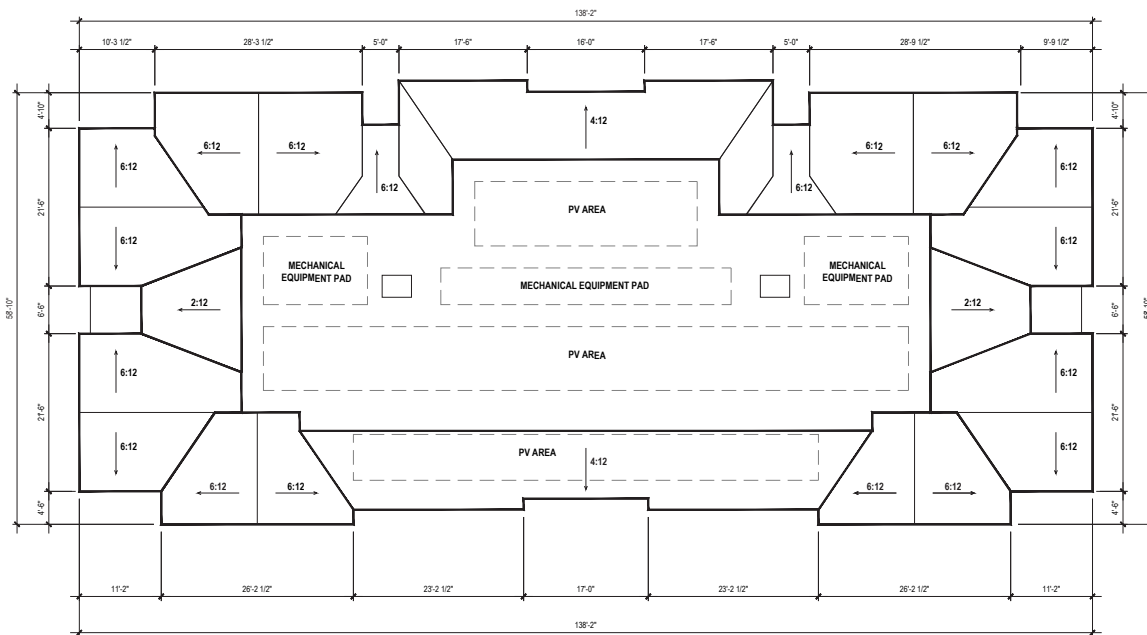 138'-2"
10'-3 1/2" 28'-3 1/2" 5'-0" 17'-6" 16'-0" 17'-6" 5'-0" 28'-9 1/2" 9'-9 1/2"
4'-10" 4'-10"
4:12
6:12 6:12 6:12 6:12
6:12 6:12 6:12 6:12
21'-6" PV AREA 21'-6"
6:12 6:12
MECHANICAL EQUIPMENT PAD
MECHANICAL EQUIPMENT PAD
MECHANICAL EQUIPMENT PAD
58'-10" 6'-6" 2:12 2:12 6'-6" 58'-10"
PV AREA
6:12 6:12
21'-6" 21'-6"
PV AREA
4:12
6:12 6:12
6:12 6:12 6:12 6:12
4'-6" 4'-6"
11'-2" 26'-2 1/2" 23'-2 1/2" 17'-0" 23'-2 1/2" 26'-2 1/2" 11'-2"
138'-2"